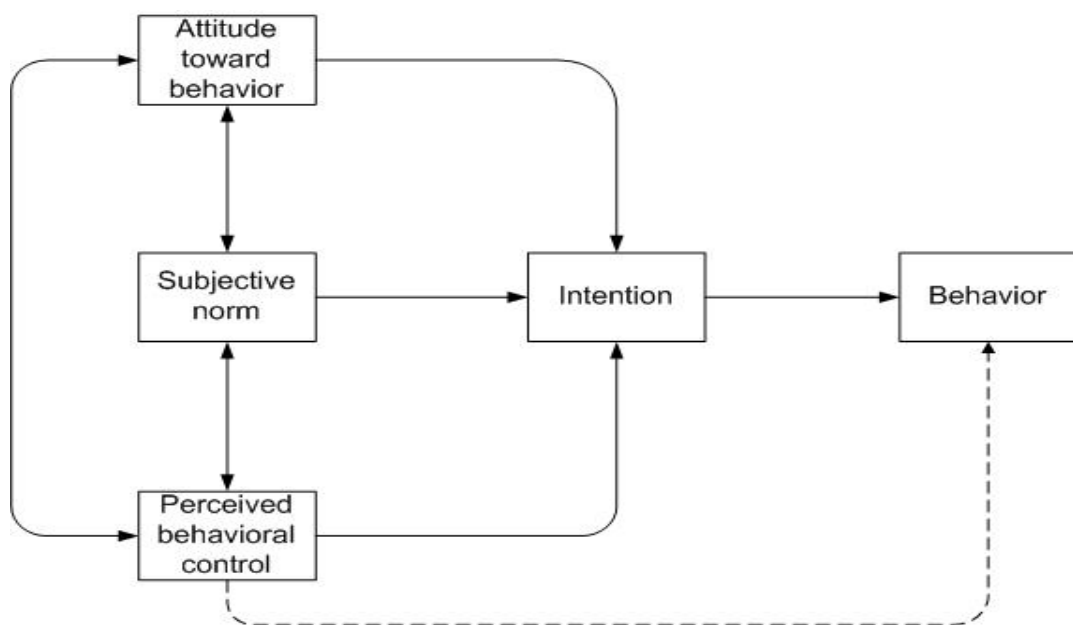 Attitude
toward
behavior
Subjective
norm
Intention
Behavior
Perceived
behavioral
control